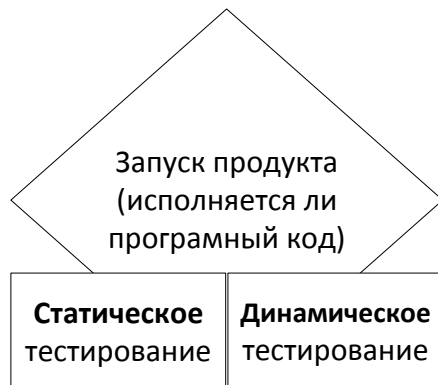 Запуск продукта
(исполняется ли
програмный код)
Статическое
тестирование
Динамическое
тестирование